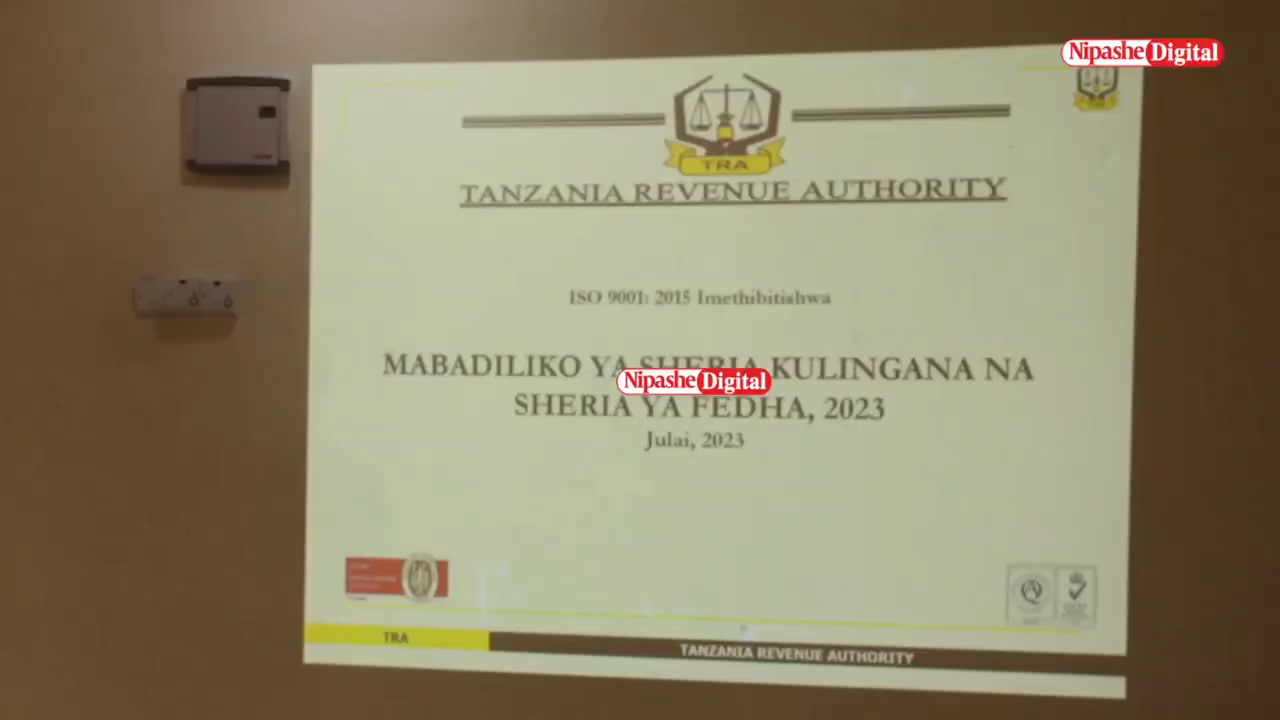 Nipashe Digital
TRA
TANZANIA REVENUE AUTHORITY
ISO 9001: 2015 Imethibitishwa
MABADILIKO YA SHERIA KULINGANA NA
Nipashe Digital
SHERIA YA FEDHA, 2023
Julai, 2023
TRA
TANZANIA REVENUE AUTHORITY